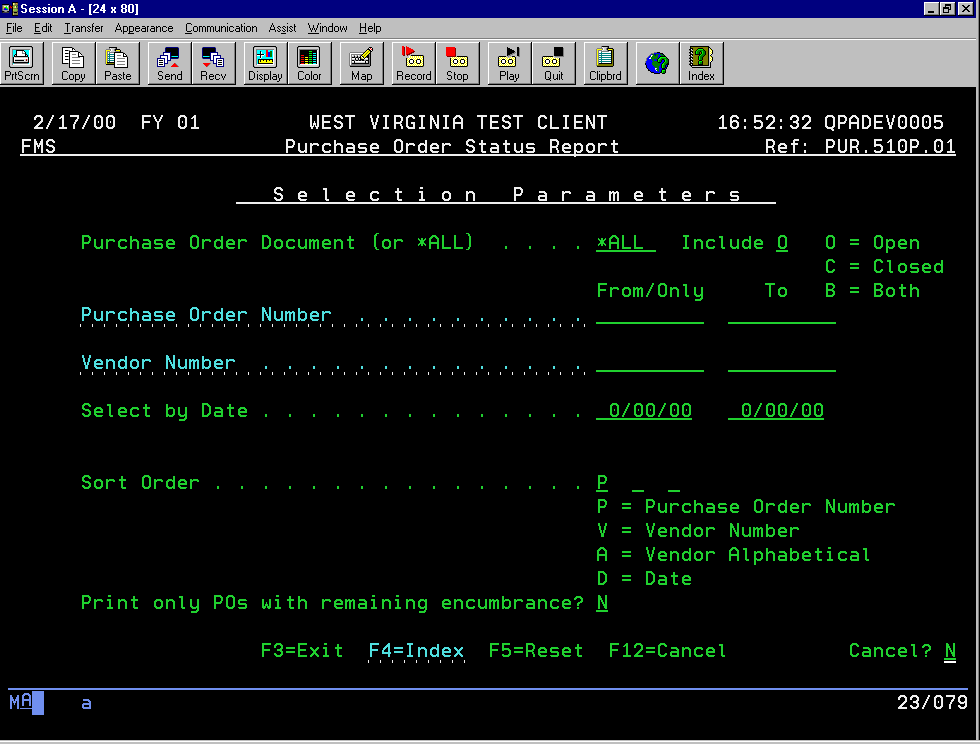 Session A - [24 x 80]
File Edit Transfer Appearance Communication Assist Window Help
PrtScrn Copy Paste Send Recv Display Color Map Record Stop Play Quit Clipbrd Index
2/17/00 FY 01 WEST VIRGINIA TEST CLIENT 16:52:32 QPADEV0005
FMS Purchase Order Status Report Ref: PUR.510P.01
S e l e c t i o n P a r a m e t e r s
Purchase Order Document (or *ALL) . . . . *ALL_ Include O O = Open
C = Closed
From/Only To B = Both
Purchase Order Number . . . . . . . . . . _________ _________
Vendor Number . . . . . . . . . . . . . . _________ _________
Select by Date . . . . . . . . . . . . . . 0/00/00 0/00/00
Sort Order . . . . . . . . . . . . . . . . P _ _
P = Purchase Order Number
V = Vendor Number
A = Vendor Alphabetical
D = Date
Print only POs with remaining encumbrance? N
F3=Exit F4=Index F5=Reset F12=Cancel Cancel? N
MA a 23/079